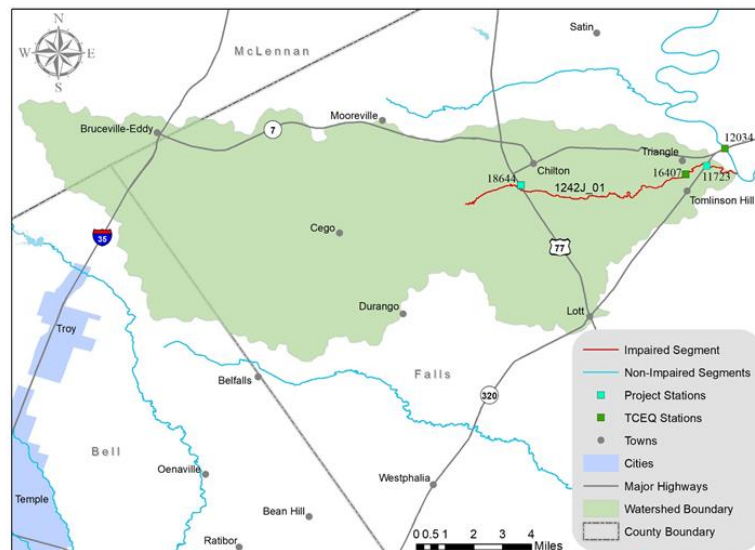 Satin
McLennan
N
W E
S
Mooreville
12034
Bruceville-Eddy
7
Triangle
Chilton
16407
11723
18644
1242J_01
Tomlinson Hill
Cego
35
77
Durango
Lott
Troy
Falls
Belfalls
320
Bell
Oenaville
Westphalia
Temple
Bean Hill
Ratibor
0 0.5 1 2 3 4
Miles
Impaired Segment
Non-Impaired Segments
Project Stations
TCEQ Stations
Towns
Cities
Major Highways
Watershed Boundary
County Boundary